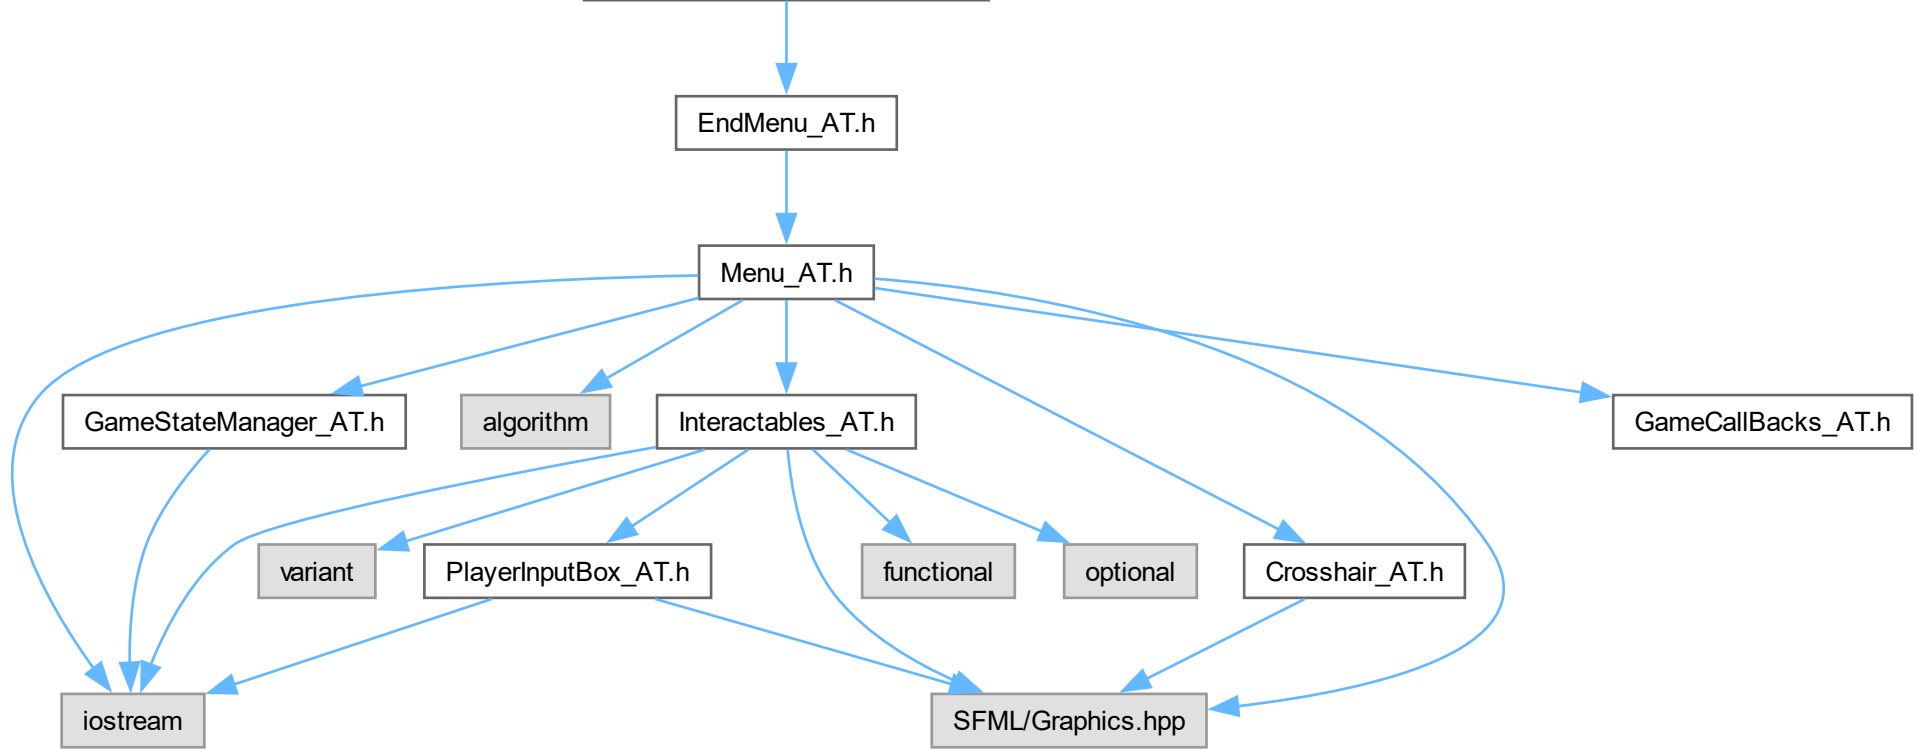 EndMenu_AT.h
Menu_AT.h
GameStateManager_AT.h
algorithm
Interactables_AT.h
GameCallBacks_AT.h
variant
PlayerInputBox_AT.h
functional
optional
Crosshair_AT.h
iostream
SFML/Graphics.hpp